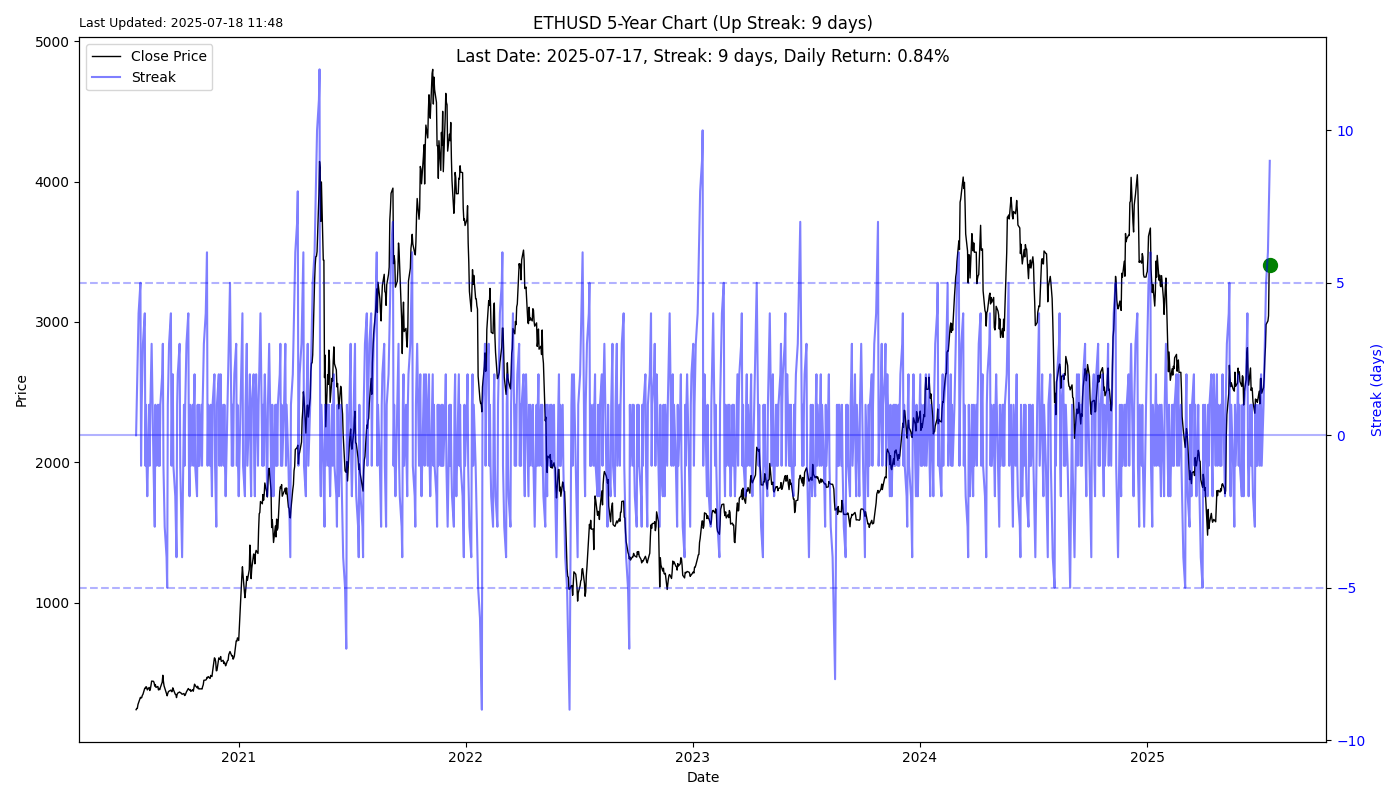 Last Updated: 2025-07-18 11:48
ETHUSD 5-Year Chart (Up Streak: 9 days)
Last Date: 2025-07-17, Streak: 9 days, Daily Return: 0.84%
Close Price
Streak
5000
4000
3000
2000
1000
Price
10
5
0
−5
−10
Streak (days)
2021
2022
2023
2024
2025
Date